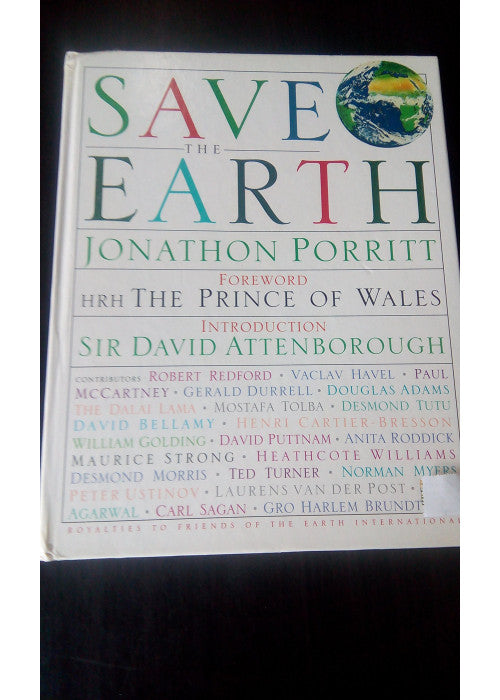 SAVE
THE
EARTH
JONATHON PORRITT
FOREWORD
HRH THE PRINCE OF WALES
INTRODUCTION
SIR DAVID ATTENBOROUGH
CONTRIBUTORS ROBERT REDFORD • VACLAV HAVEL • PAUL
MCCARTNEY • GERALD DURRELL • DOUGLAS ADAMS
THE DALAI LAMA • MOSTAFA TOLBA • DESMOND TUTU
DAVID BELLAMY • HENRI CARTIER-BRESSON
WILLIAM GOLDING • DAVID PUTTNAM • ANITA RODDICK
MAURICE STRONG • HEATHCOTE WILLIAMS
DESMOND MORRIS • TED TURNER • NORMAN MYERS
PETER USTINOV • LAURENS VAN DER POST •
AGARWAL • CARL SAGAN • GRO HARLEM BRUNDT
ROYALTIES TO FRIENDS OF THE EARTH INTERNATIONAL